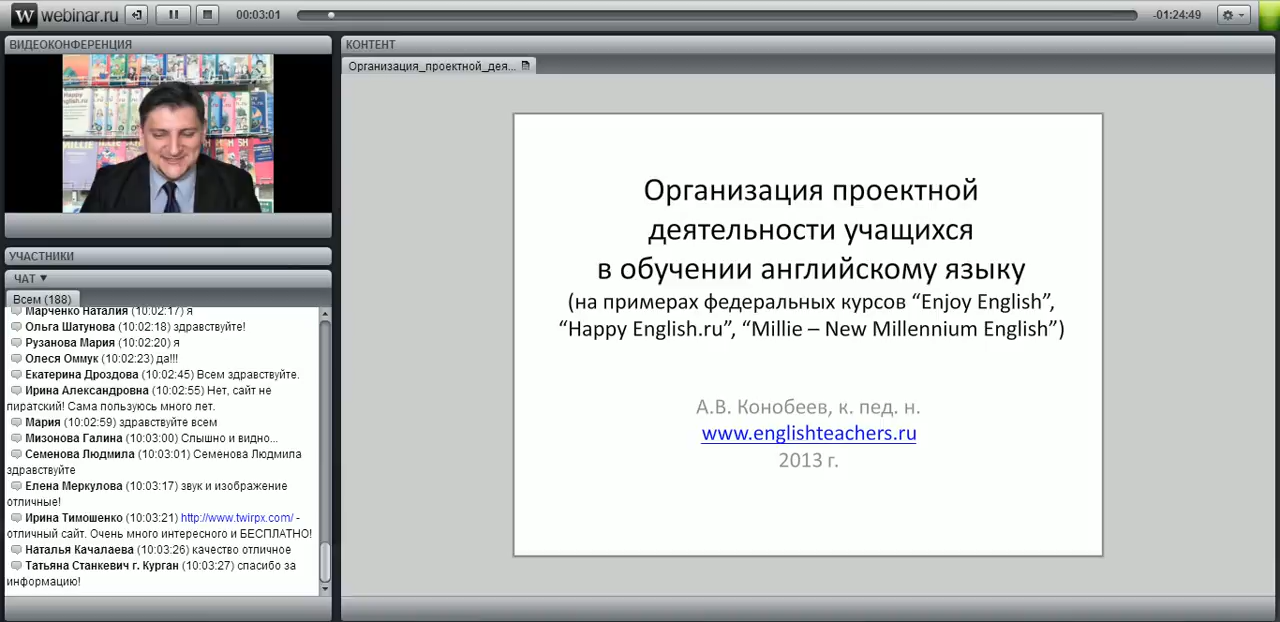 webinar.ru
00:03:01
-01:24:49
ВИДЕОКОНФЕРЕНЦИЯ
УЧАСТНИКИ
ЧАТ
Всем (188)
Марченко Наталия (10:02:17) я
Ольга Шатунова (10:02:18) здравствуйте!
Рузанова Мария (10:02:20) я
Олеся Оммук (10:02:23) да!!!
Екатерина Дроздова (10:02:45) Всем здравствуйте.
Ирина Александровна (10:02:55) Нет, сайт не
пиратский! Сама пользуюсь много лет.
Мария (10:02:59) здравствуйте всем
Мизонова Галина (10:03:00) Слышно и видно...
Семенова Людмила (10:03:01) Семенова Людмила
здравствуйте
Елена Меркулова (10:03:17) звук и изображение
отличные!
Ирина Тимошенко (10:03:21) http://www.twirpx.com/ -
отличный сайт. Очень много интересного и БЕСПЛАТНО!
Наталья Качалаева (10:03:26) качество отличное
Татьяна Станкевич г. Курган (10:03:27) спасибо за
информацию!
КОНТЕНТ
Организация_проектной_дея...
Организация проектной
деятельности учащихся
в обучении английскому языку
(на примерах федеральных курсов “Enjoy English”,
“Happy English.ru”, “Millie – New Millennium English”)
А.В. Конобеев, к. пед. н.
www.englishteachers.ru
2013 г.